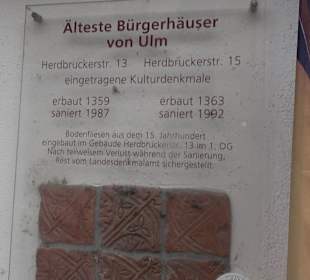 Älteste Bürgerhäuser
von Ulm
Herdbruckerstr. 13 Herdbruckerstr. 15
eingetragene Kulturdenkmale
erbaut 1359 erbaut 1363
saniert 1987 saniert 1992
Bodenfliesen aus dem 15. Jahrhundert
eingebaut im Gebäude Herdbruckerstr. 13 im 1. OG
Nach teilweisem Verlust während der Sanierung,
Rest vom Landesdenkmalamt sichergestellt.